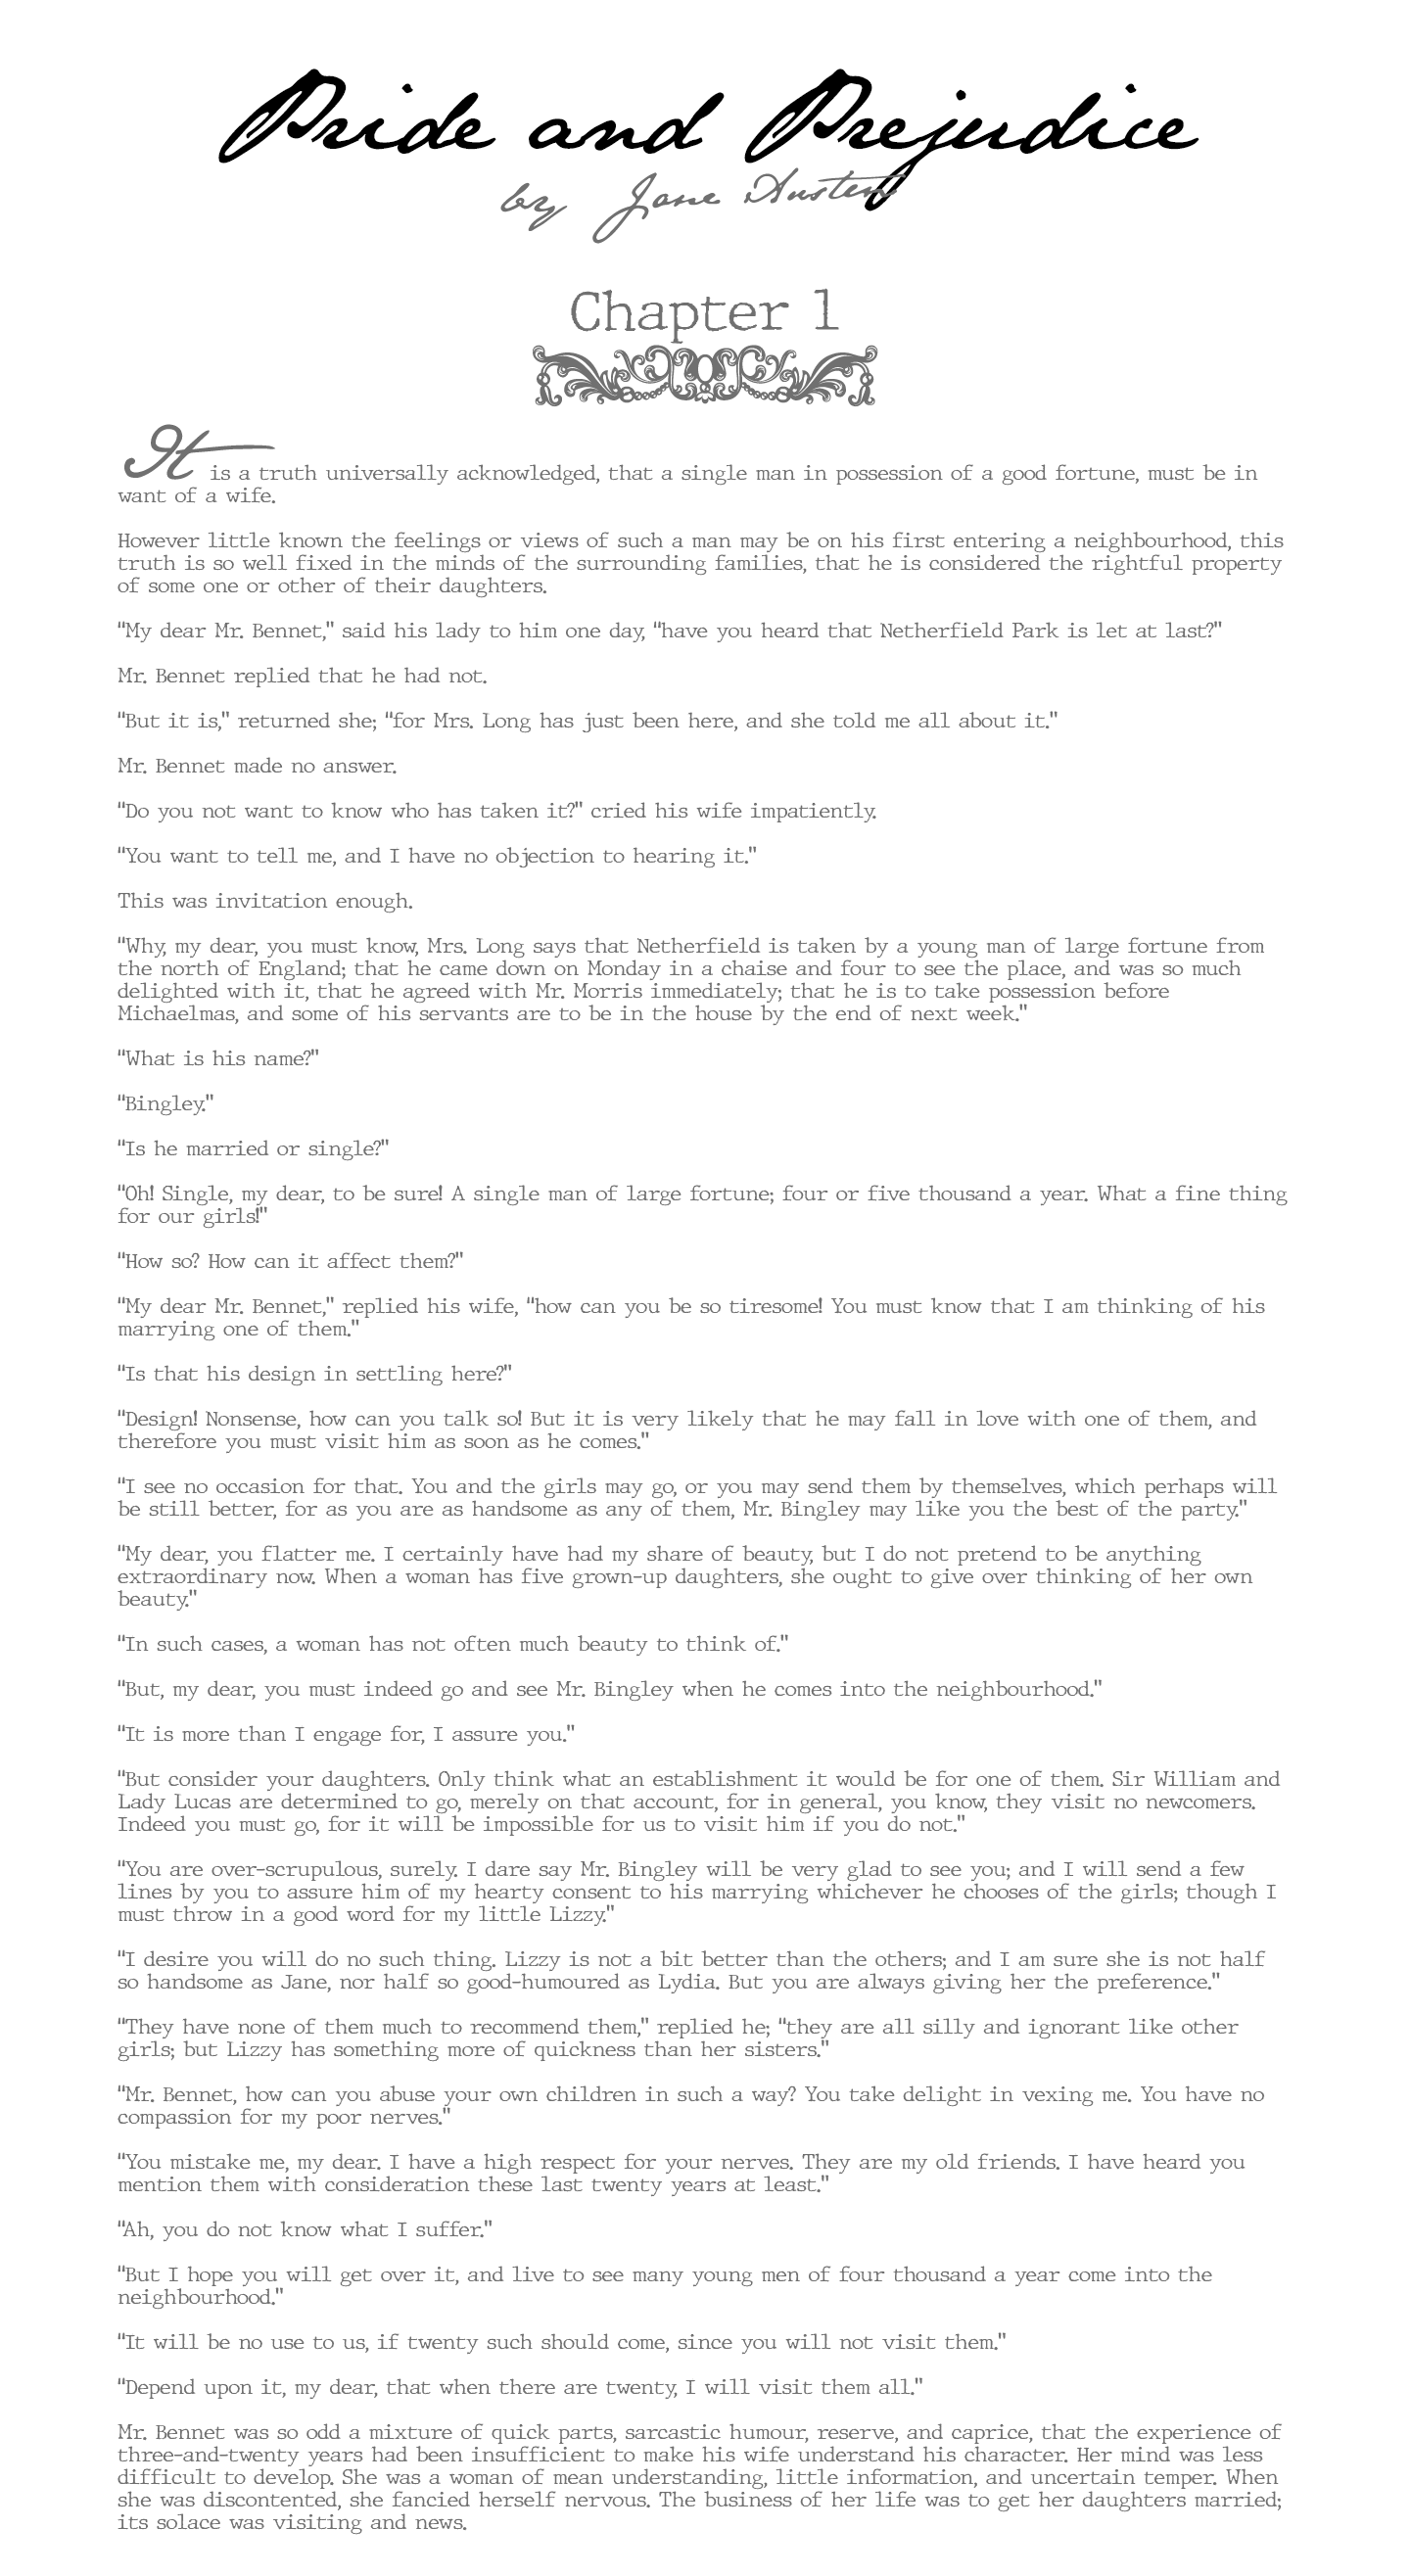 Pride and Prejudice
by Jane Austen
Chapter 1
It is a truth universally acknowledged, that a single man in possession of a good fortune, must be in
want of a wife.
However little known the feelings or views of such a man may be on his first entering a neighbourhood, this
truth is so well fixed in the minds of the surrounding families, that he is considered the rightful property
of some one or other of their daughters.
"My dear Mr. Bennet," said his lady to him one day, "have you heard that Netherfield Park is let at last?"
Mr. Bennet replied that he had not.
"But it is," returned she; "for Mrs. Long has just been here, and she told me all about it."
Mr. Bennet made no answer.
"Do you not want to know who has taken it?" cried his wife impatiently.
"You want to tell me, and I have no objection to hearing it."
This was invitation enough.
"Why, my dear, you must know, Mrs. Long says that Netherfield is taken by a young man of large fortune from
the north of England; that he came down on Monday in a chaise and four to see the place, and was so much
delighted with it, that he agreed with Mr. Morris immediately; that he is to take possession before
Michaelmas, and some of his servants are to be in the house by the end of next week."
"What is his name?"
"Bingley."
"Is he married or single?"
"Oh! Single, my dear, to be sure! A single man of large fortune; four or five thousand a year. What a fine thing
for our girls!"
"How so? How can it affect them?"
"My dear Mr. Bennet," replied his wife, "how can you be so tiresome! You must know that I am thinking of his
marrying one of them."
"Is that his design in settling here?"
"Design! Nonsense, how can you talk so! But it is very likely that he may fall in love with one of them, and
therefore you must visit him as soon as he comes."
"I see no occasion for that. You and the girls may go, or you may send them by themselves, which perhaps will
be still better, for as you are as handsome as any of them, Mr. Bingley may like you the best of the party."
"My dear, you flatter me. I certainly have had my share of beauty, but I do not pretend to be anything
extraordinary now. When a woman has five grown-up daughters, she ought to give over thinking of her own
beauty."
"In such cases, a woman has not often much beauty to think of."
"But, my dear, you must indeed go and see Mr. Bingley when he comes into the neighbourhood."
"It is more than I engage for, I assure you."
"But consider your daughters. Only think what an establishment it would be for one of them. Sir William and
Lady Lucas are determined to go, merely on that account, for in general, you know, they visit no newcomers.
Indeed you must go, for it will be impossible for us to visit him if you do not."
"You are over-scrupulous, surely. I dare say Mr. Bingley will be very glad to see you; and I will send a few
lines by you to assure him of my hearty consent to his marrying whichever he chooses of the girls; though I
must throw in a good word for my little Lizzy."
"I desire you will do no such thing. Lizzy is not a bit better than the others; and I am sure she is not half
so handsome as Jane, nor half so good-humoured as Lydia. But you are always giving her the preference."
"They have none of them much to recommend them," replied he; "they are all silly and ignorant like other
girls; but Lizzy has something more of quickness than her sisters."
"Mr. Bennet, how can you abuse your own children in such a way? You take delight in vexing me. You have no
compassion for my poor nerves."
"You mistake me, my dear. I have a high respect for your nerves. They are my old friends. I have heard you
mention them with consideration these last twenty years at least."
"Ah, you do not know what I suffer."
"But I hope you will get over it, and live to see many young men of four thousand a year come into the
neighbourhood."
"It will be no use to us, if twenty such should come, since you will not visit them."
"Depend upon it, my dear, that when there are twenty, I will visit them all."
Mr. Bennet was so odd a mixture of quick parts, sarcastic humour, reserve, and caprice, that the experience of
three-and-twenty years had been insufficient to make his wife understand his character. Her mind was less
difficult to develop. She was a woman of mean understanding, little information, and uncertain temper. When
she was discontented, she fancied herself nervous. The business of her life was to get her daughters married;
its solace was visiting and news.